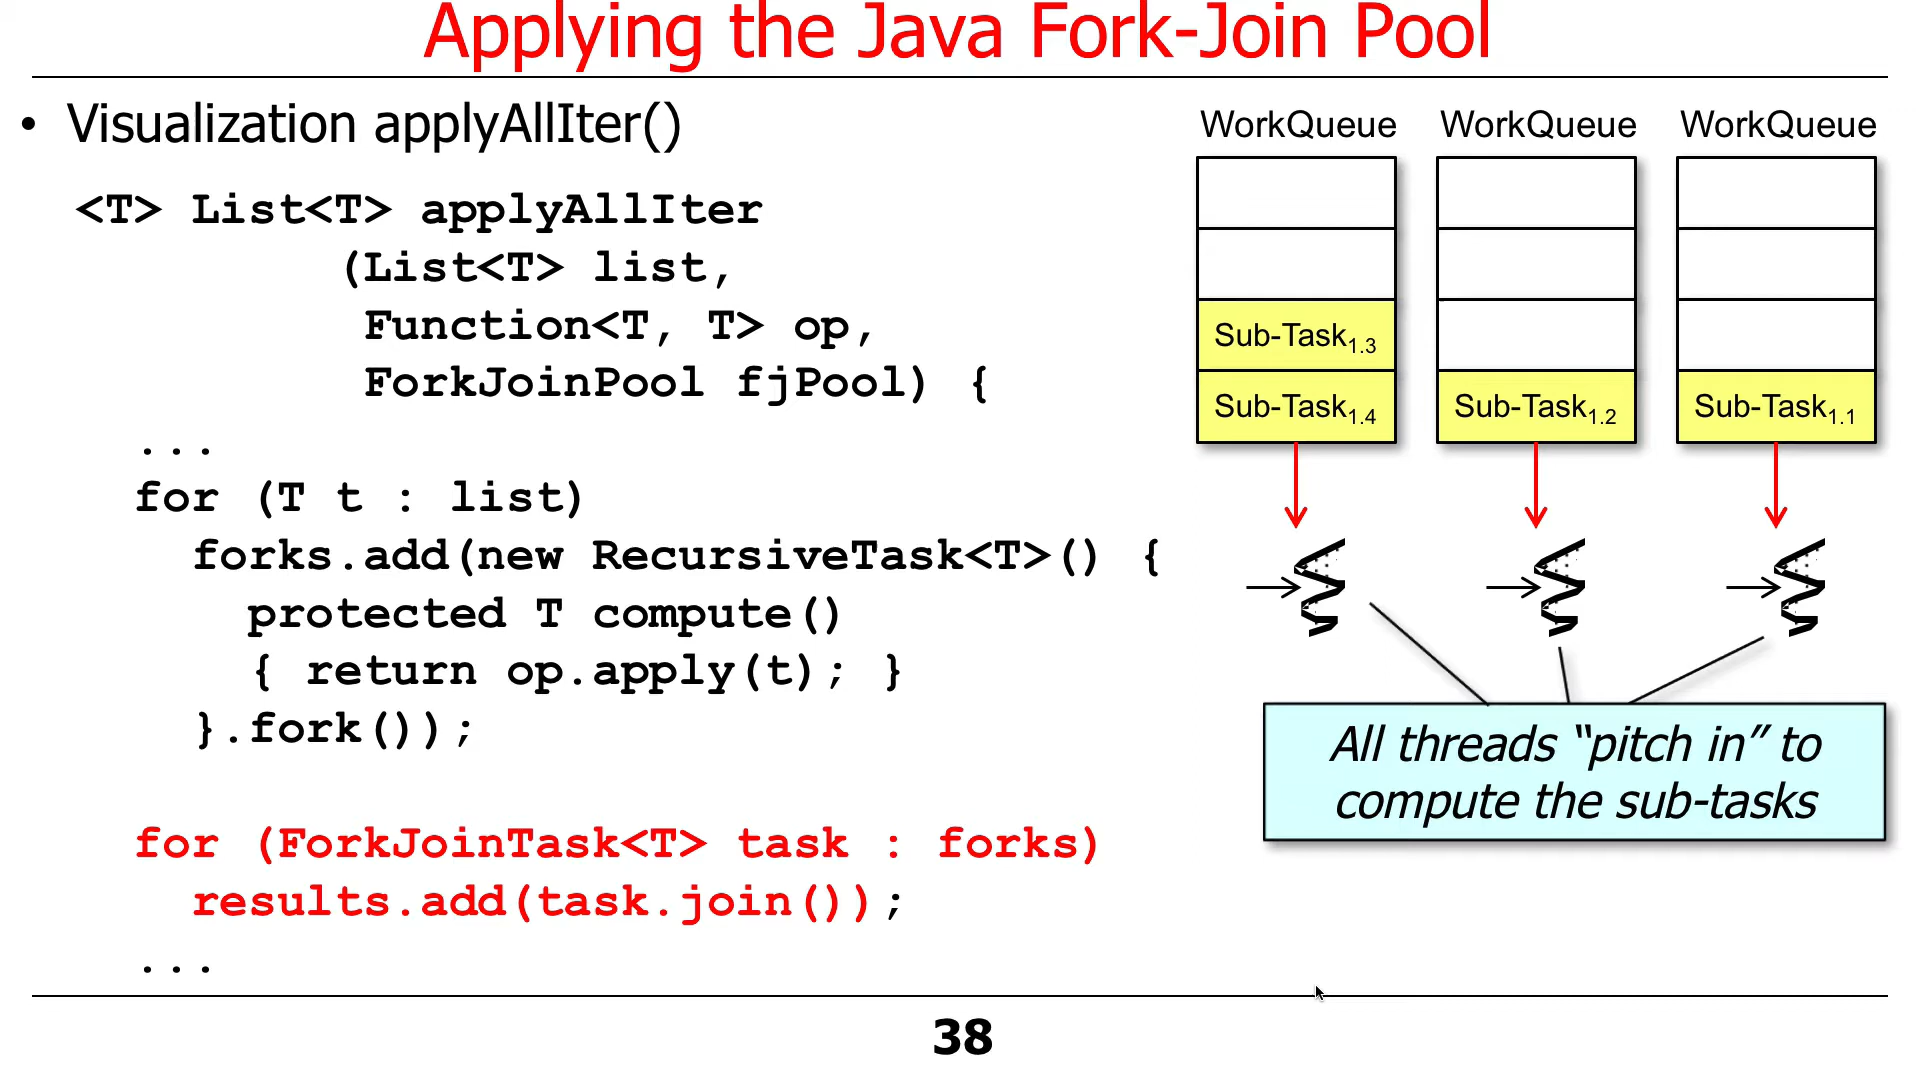 Applying the Java Fork-Join Pool
• Visualization applyAllIter()
<T> List<T> applyAllIter
(List<T> list,
Function<T, T> op,
ForkJoinPool fjPool) {
...
for (T t : list)
forks.add(new RecursiveTask<T>() {
protected T compute()
{ return op.apply(t); }
}.fork());
for (ForkJoinTask<T> task : forks)
results.add(task.join());
...
WorkQueue WorkQueue WorkQueue
Sub-Task1.3
Sub-Task1.4 Sub-Task1.2 Sub-Task1.1
All threads “pitch in” to
compute the sub-tasks
38